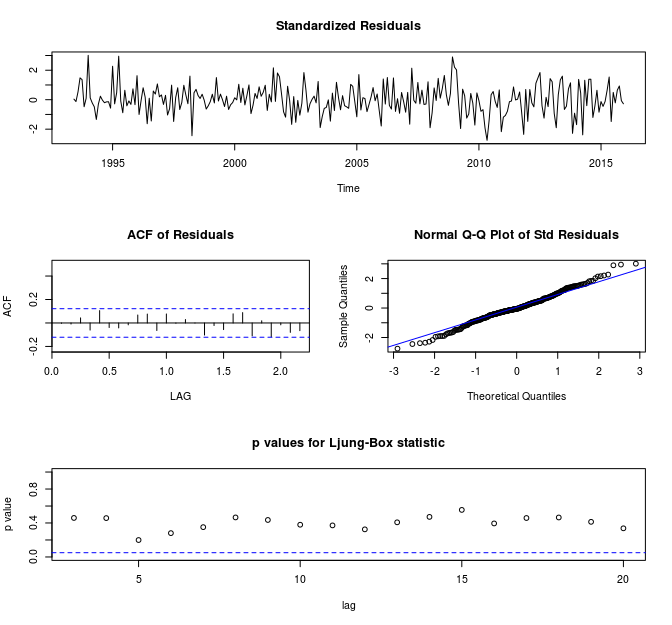 Standardized Residuals
2
0
-2
1995 2000 2005 2010 2015
Time
ACF of Residuals
ACF
0.2
-0.2
0.0 0.5 1.0 1.5 2.0
LAG
Normal Q-Q Plot of Std Residuals
Sample Quantiles
2
0
-2
-3 -2 -1 0 1 2 3
Theoretical Quantiles
p values for Ljung-Box statistic
p value
0.8
0.4
0.0
5 10 15 20
lag